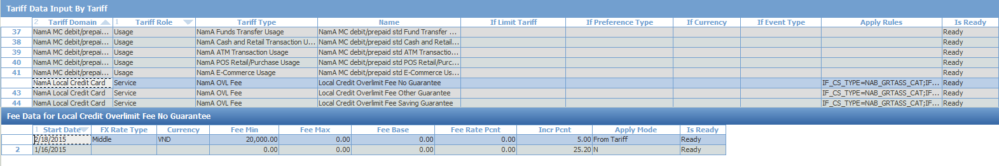 Tariff Data Input By Tariff
2 Tariff Domain 1 Tariff Role Tariff Type Name If Limit Tariff If Preference Type If Currency If Event Type Apply Rules Is Ready
37 NamA MC debit/prepai... Usage NamA Funds Transfer Usage NamA MC debit/prepaid std Fund Transfer ... Ready
38 NamA MC debit/prepai... Usage NamA Cash and Retail Transaction U... NamA MC debit/prepaid std Cash and Retail... Ready
39 NamA MC debit/prepai... Usage NamA ATM Transaction Usage NamA MC debit/prepaid std ATM Transactio... Ready
40 NamA MC debit/prepai... Usage NamA POS Retail/Purchase Usage NamA MC debit/prepaid std POS Retail/Purc... Ready
41 NamA MC debit/prepai... Usage NamA E-Commerce Usage NamA MC debit/prepaid std E-Commerce Us... Ready
NamA Local Credit Card Service NamA OVL Fee Local Credit Overlimit Fee No Guarantee IF_CS_TYPE=NAB_GRTASS_CAT;IF... Ready
43 NamA Local Credit Card Service NamA OVL Fee Local Credit Overlimit Fee Other Guarantee IF_CS_TYPE=NAB_GRTASS_CAT;IF... Ready
44 NamA Local Credit Card Service NamA OVL Fee Local Credit Overlimit Fee Saving Guarantee IF_CS_TYPE=NAB_GRTASS_CAT;IF... Ready
Fee Data for Local Credit Overlimit Fee No Guarantee
1 Start Date FX Rate Type Currency Fee Min Fee Max Fee Base Fee Rate Pcnt Incr Pcnt Apply Mode Is Ready
2/18/2015 Middle VND 20,000.00 0.00 0.00 0.00 5.00 From Tariff Ready
2 1/16/2015 0.00 0.00 0.00 0.00 25.20 N Ready